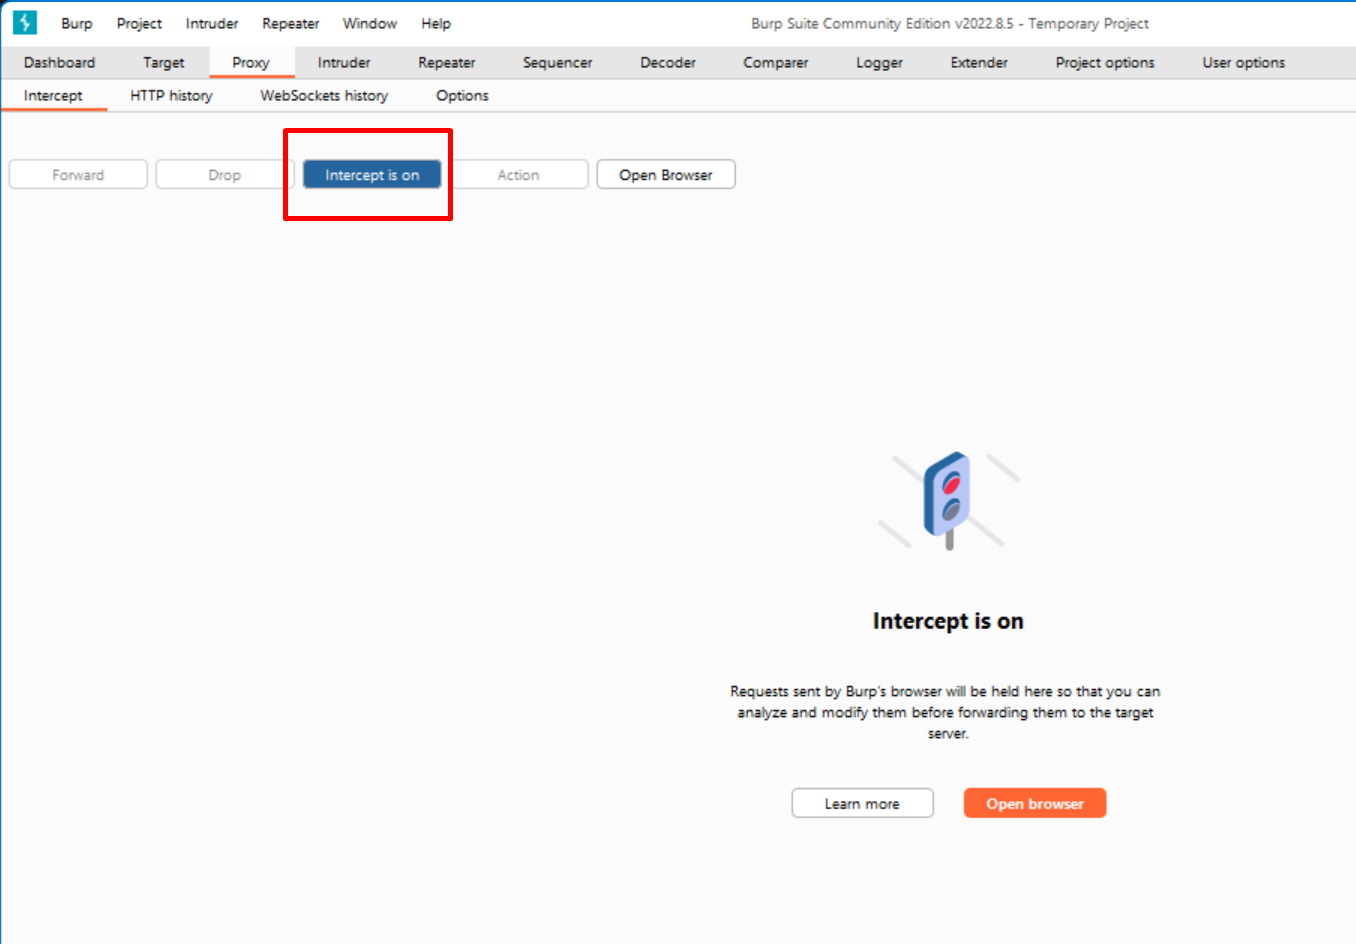 Burp Project Intruder Repeater Window Help Burp Suite Community Edition v2022.8.5 - Temporary Project
Dashboard Target Proxy Intruder Repeater Sequencer Decoder Comparer Logger Extender Project options User options
Intercept HTTP history WebSockets history Options
Forward Drop Intercept is on Action Open Browser
Intercept is on
Requests sent by Burp's browser will be held here so that you can
analyze and modify them before forwarding them to the target
server.
Learn more Open browser